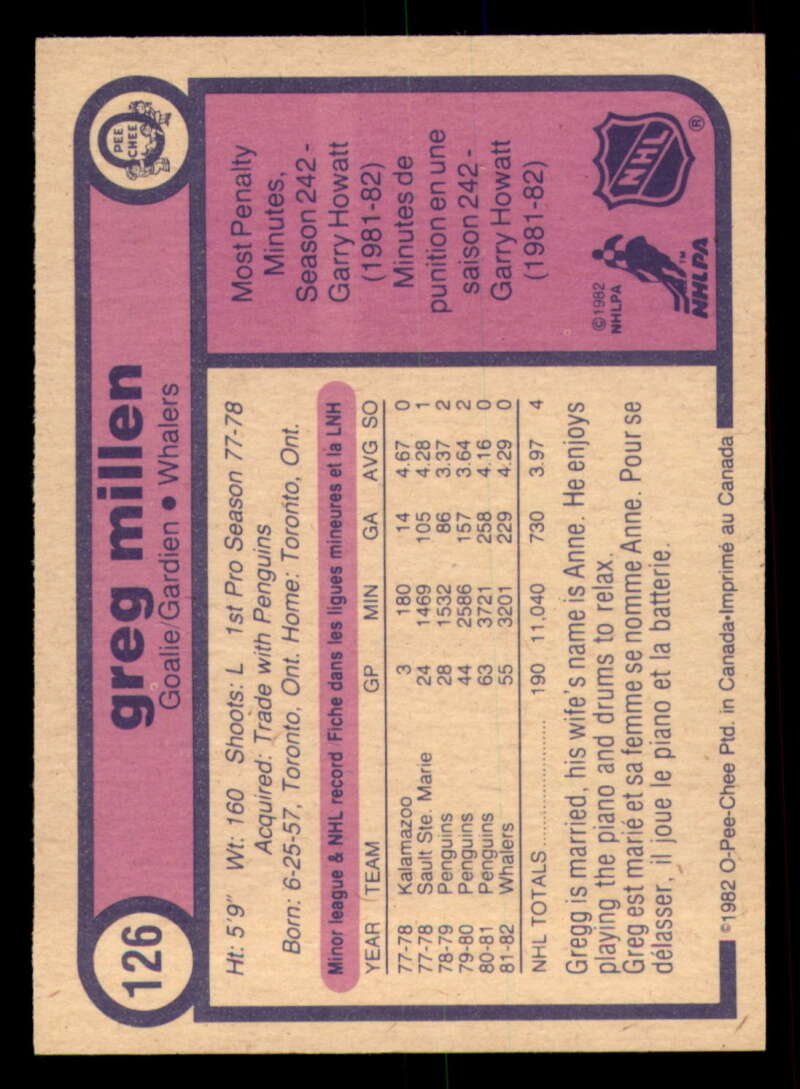 126
greg millen
Goalie/Gardien • Whalers
O
PEE
CHEE
Ht: 5'9" Wt: 160 Shoots: L 1st Pro Season 77-78
Acquired: Trade with Penguins
Born: 6-25-57, Toronto, Ont. Home: Toronto, Ont.
Minor league & NHL record/Fiche dans les ligues mineures et la LNH
YEAR TEAM GP MIN GA AVG SO
77-78 Kalamazoo 3 180 14 4.67 0
77-78 Sault Ste. Marie 24 1469 105 4.28 1
78-79 Penguins 28 1532 86 3.37 2
79-80 Penguins 44 2586 157 3.64 2
80-81 Penguins 63 3721 258 4.16 0
81-82 Whalers 55 3201 229 4.29 0
NHL TOTALS.................... 190 11,040 730 3.97 4
Gregg is married, his wife's name is Anne. He enjoys
playing the piano and drums to relax.
Greg est marié et sa femme se nomme Anne. Pour se
délasser, il joue le piano et la batterie.
Most Penalty
Minutes,
Season 242 -
Garry Howatt
(1981-82)
Minutes de
punition en une
saison 242 -
Garry Howatt
(1981-82)
©1982
NHLPA
NHLPA™
NHL
®
©1982 O-Pee-Chee Ptd. in Canada•Imprimé au Canada